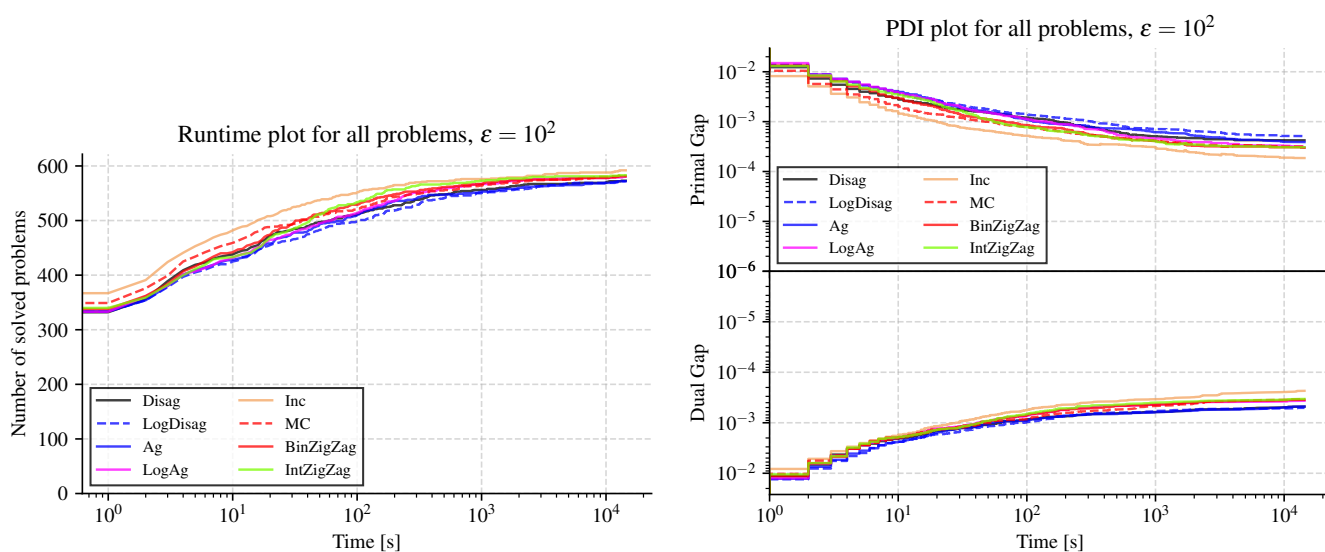 Runtime plot for all problems, ε = 10²
Number of solved problems
600
500
400
300
200
100
0
Disag
LogDisag
Ag
LogAg
Inc
MC
BinZigZag
IntZigZag
10⁰
10¹
10²
10³
10⁴
Time [s]
PDI plot for all problems, ε = 10²
Primal Gap
10⁻²
10⁻³
10⁻⁴
10⁻⁵
10⁻⁶
Disag
LogDisag
Ag
LogAg
Inc
MC
BinZigZag
IntZigZag
Dual Gap
10⁻⁵
10⁻⁴
10⁻³
10⁻²
10⁰
10¹
10²
10³
10⁴
Time [s]